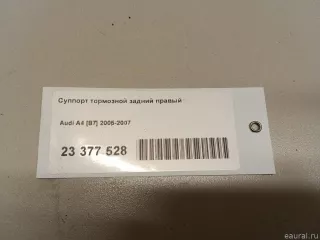 Суппорт тормозной задний правый
Audi A4 [B7] 2005-2007
23 377 528
eaural.ru